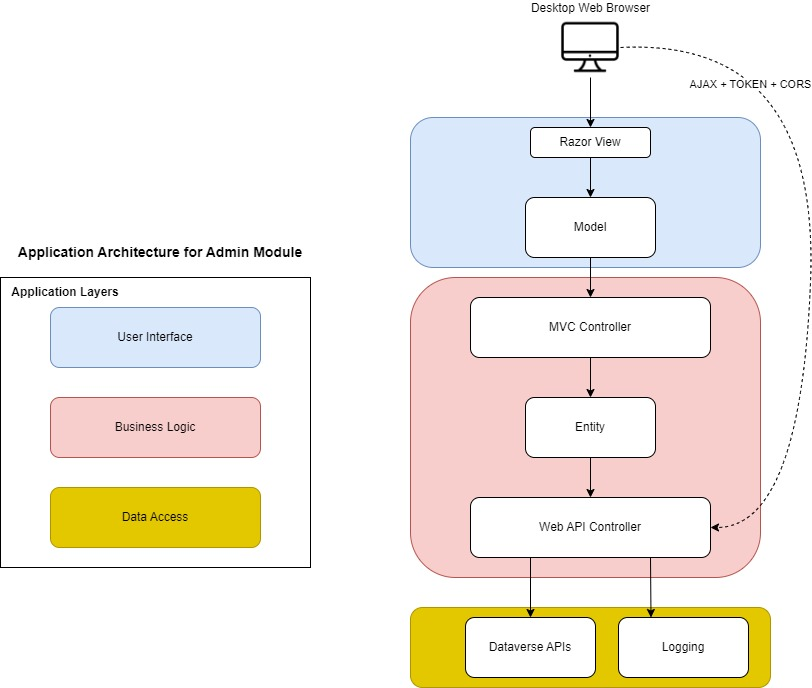 Desktop Web Browser
AJAX + TOKEN + CORS
Razor View
Model
Application Architecture for Admin Module
Application Layers
User Interface
Business Logic
Data Access
MVC Controller
Entity
Web API Controller
Dataverse APIs
Logging